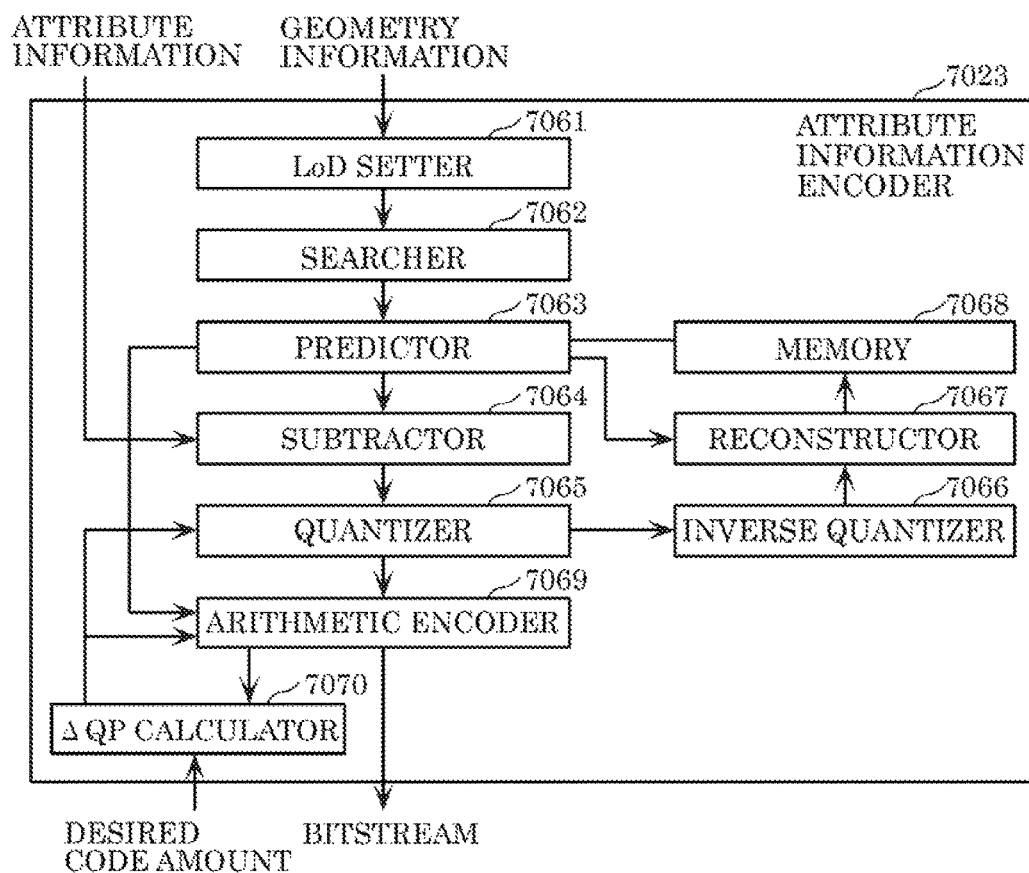 ATTRIBUTE
INFORMATION
GEOMETRY
INFORMATION
7023
ATTRIBUTE
INFORMATION
ENCODER
7061
LoD SETTER
7062
SEARCHER
7063
PREDICTOR
7068
MEMORY
7064
SUBTRACTOR
7067
RECONSTRUCTOR
7065
QUANTIZER
7066
INVERSE QUANTIZER
7069
ARITHMETIC ENCODER
7070
Δ QP CALCULATOR
DESIRED
CODE AMOUNT
BITSTREAM